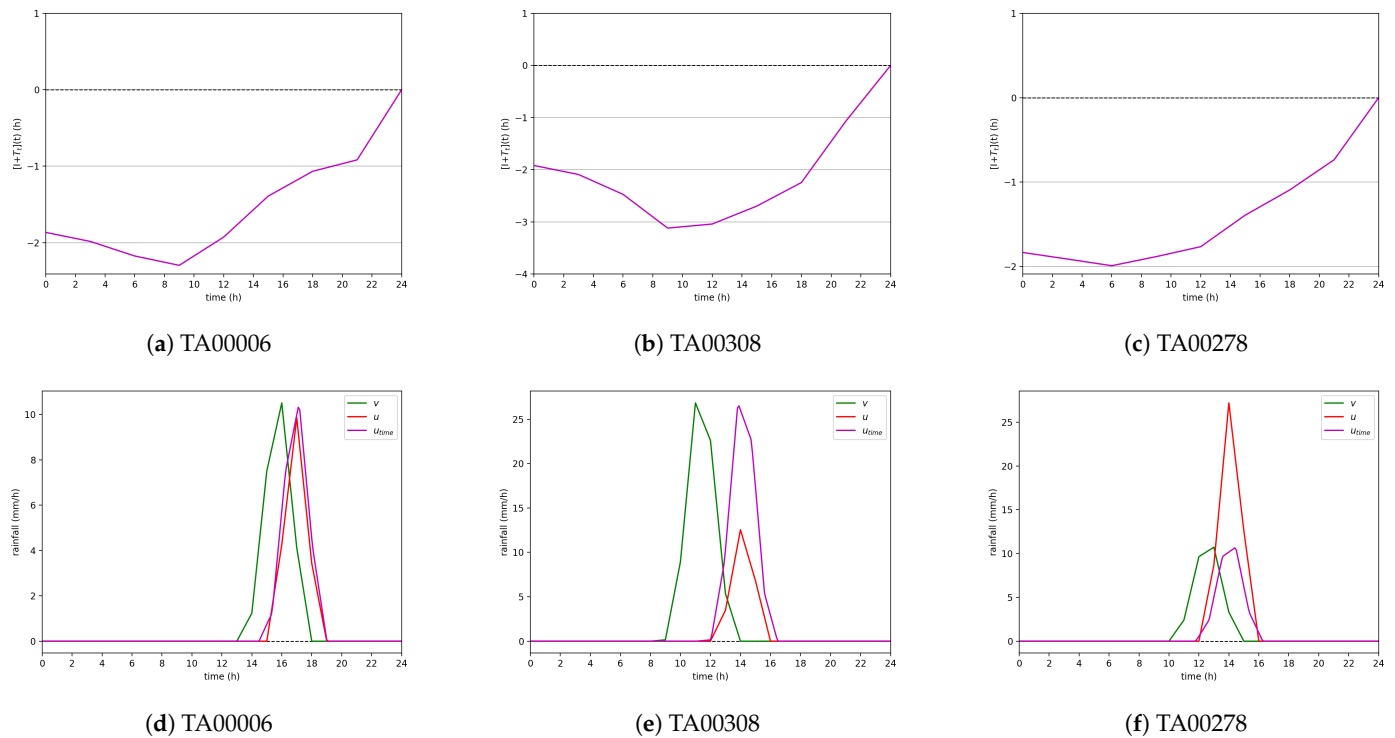 1
0
−1
−2
[I+Tt](t) (h)
0 2 4 6 8 10 12 14 16 18 20 22 24
time (h)
(a) TA00006
1
0
−1
−2
−3
−4
[I+Tt](t) (h)
0 2 4 6 8 10 12 14 16 18 20 22 24
time (h)
(b) TA00308
1
0
−1
−2
[I+Tt](t) (h)
0 2 4 6 8 10 12 14 16 18 20 22 24
time (h)
(c) TA00278
10
8
6
4
2
0
rainfall (mm/h)
v
u
utime
0 2 4 6 8 10 12 14 16 18 20 22 24
time (h)
(d) TA00006
25
20
15
10
5
0
rainfall (mm/h)
v
u
utime
0 2 4 6 8 10 12 14 16 18 20 22 24
time (h)
(e) TA00308
25
20
15
10
5
0
rainfall (mm/h)
v
u
utime
0 2 4 6 8 10 12 14 16 18 20 22 24
time (h)
(f) TA00278